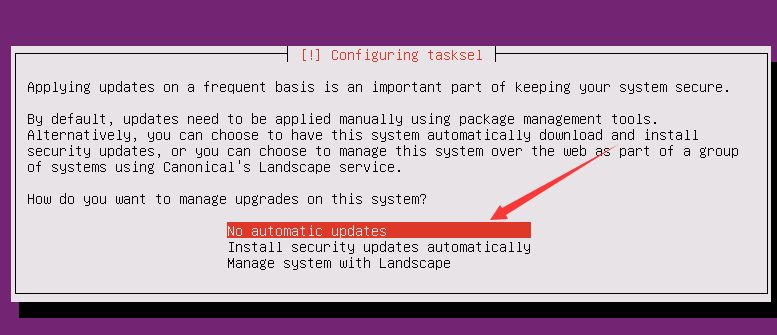 [!] Configuring tasksel
Applying updates on a frequent basis is an important part of keeping your system secure.
By default, updates need to be applied manually using package management tools.
Alternatively, you can choose to have this system automatically download and install
security updates, or you can choose to manage this system over the web as part of a group
of systems using Canonical's Landscape service.
How do you want to manage upgrades on this system?
No automatic updates
Install security updates automatically
Manage system with Landscape